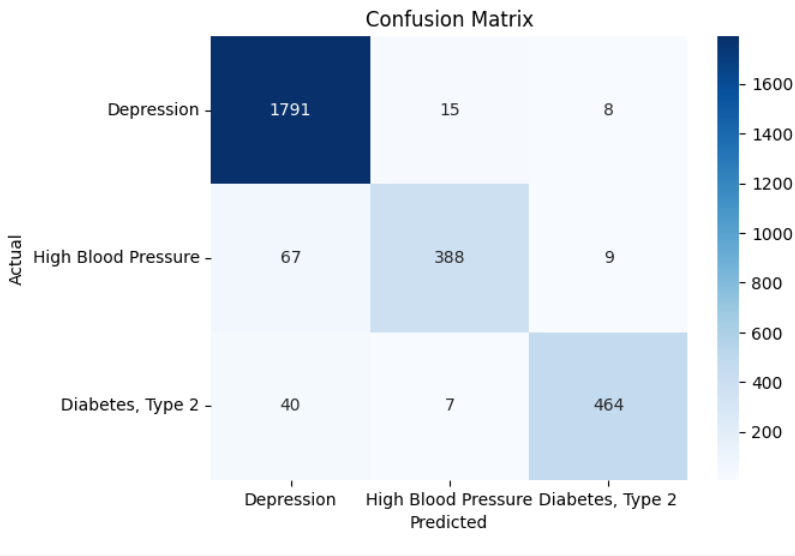 Confusion Matrix
Depression
1791 15 8
1600
1400
1200
High Blood Pressure
67 388 9
1000
800
600
Diabetes, Type 2
40 7 464
400
200
Actual
Depression High Blood Pressure Diabetes, Type 2
Predicted